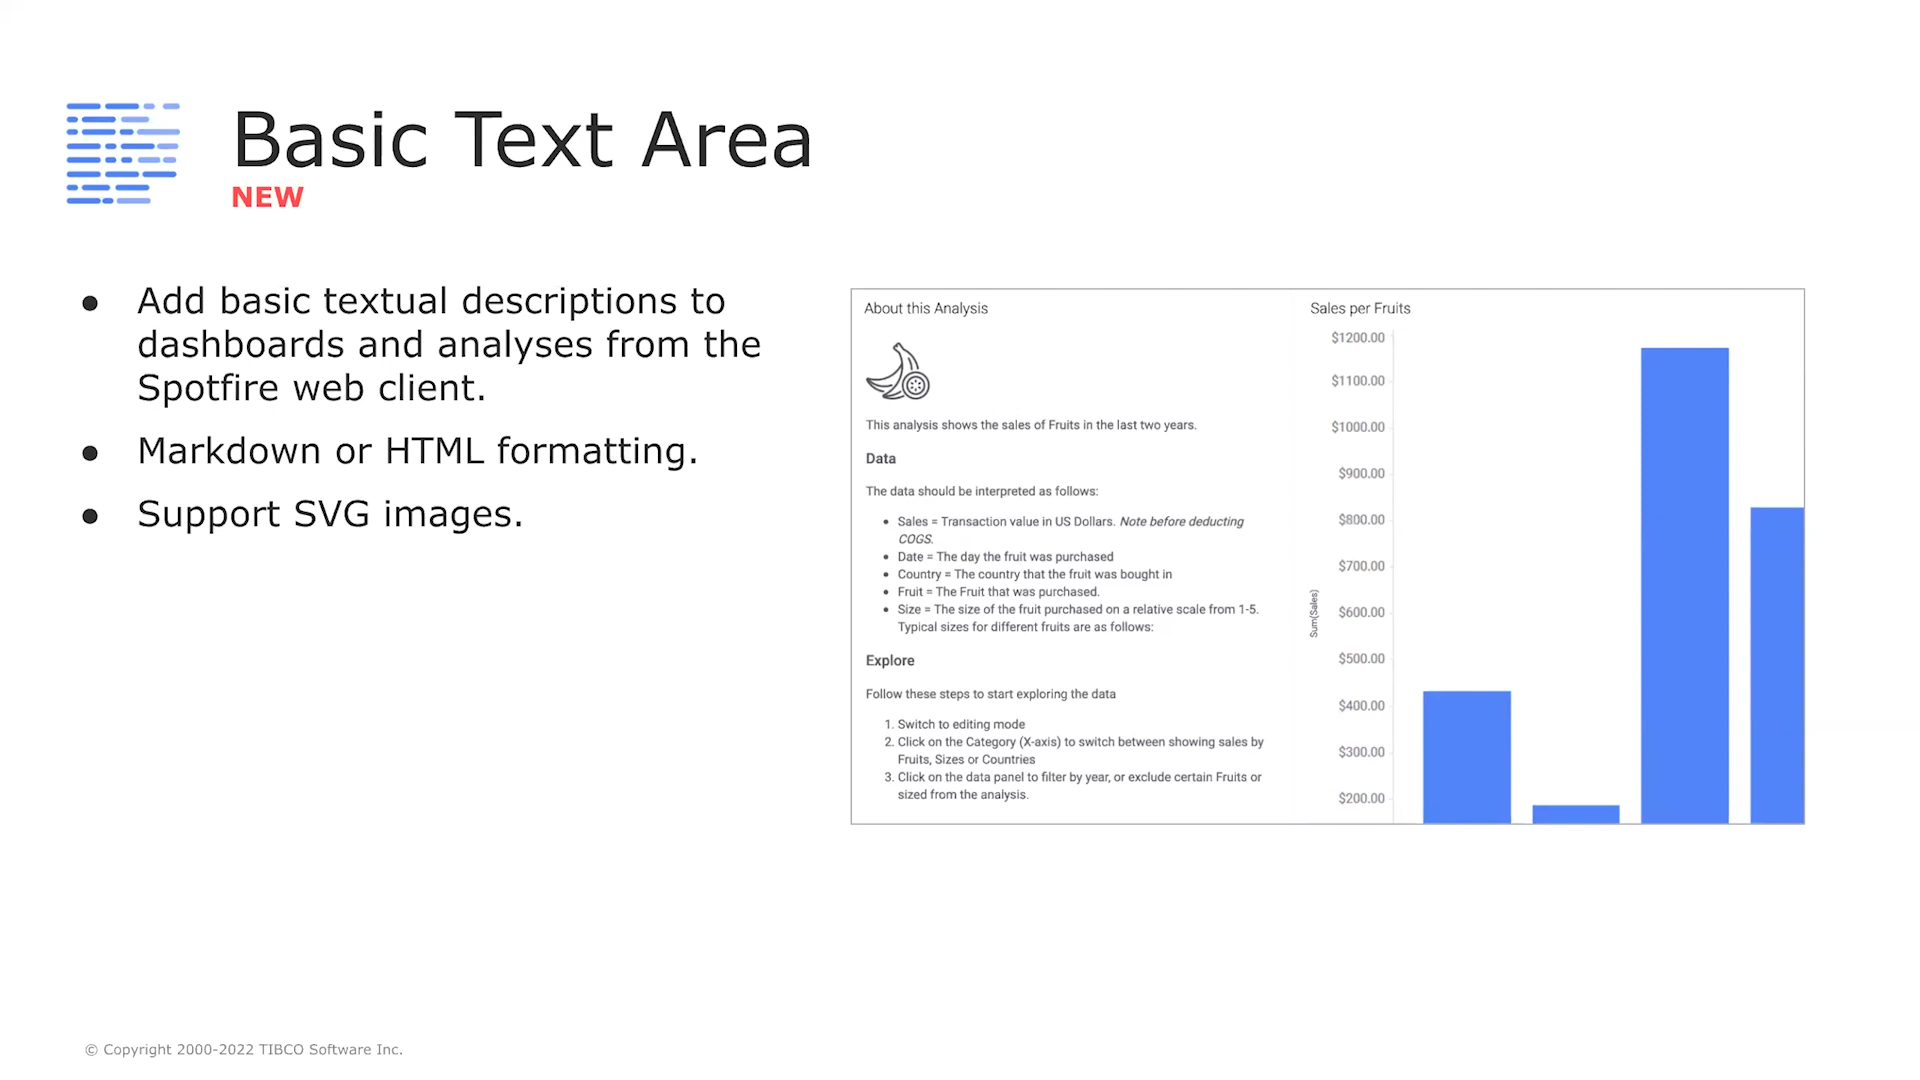 Basic Text Area
NEW
● Add basic textual descriptions to
dashboards and analyses from the
Spotfire web client.
● Markdown or HTML formatting.
● Support SVG images.
About this Analysis
This analysis shows the sales of Fruits in the last two years.
Data
The data should be interpreted as follows:
• Sales = Transaction value in US Dollars. Note before deducting
COGS.
• Date = The day the fruit was purchased
• Country = The country that the fruit was bought in
• Fruit = The Fruit that was purchased.
• Size = The size of the fruit purchased on a relative scale from 1-5.
Typical sizes for different fruits are as follows:
Explore
Follow these steps to start exploring the data
1. Switch to editing mode
2. Click on the Category (X-axis) to switch between showing sales by
Fruits, Sizes or Countries
3. Click on the data panel to filter by year, or exclude certain Fruits or
sized from the analysis.
Sales per Fruits
$1200.00
$1100.00
$1000.00
$900.00
$800.00
$700.00
$600.00
$500.00
$400.00
$300.00
$200.00
Sum(Sales)
© Copyright 2000-2022 TIBCO Software Inc.